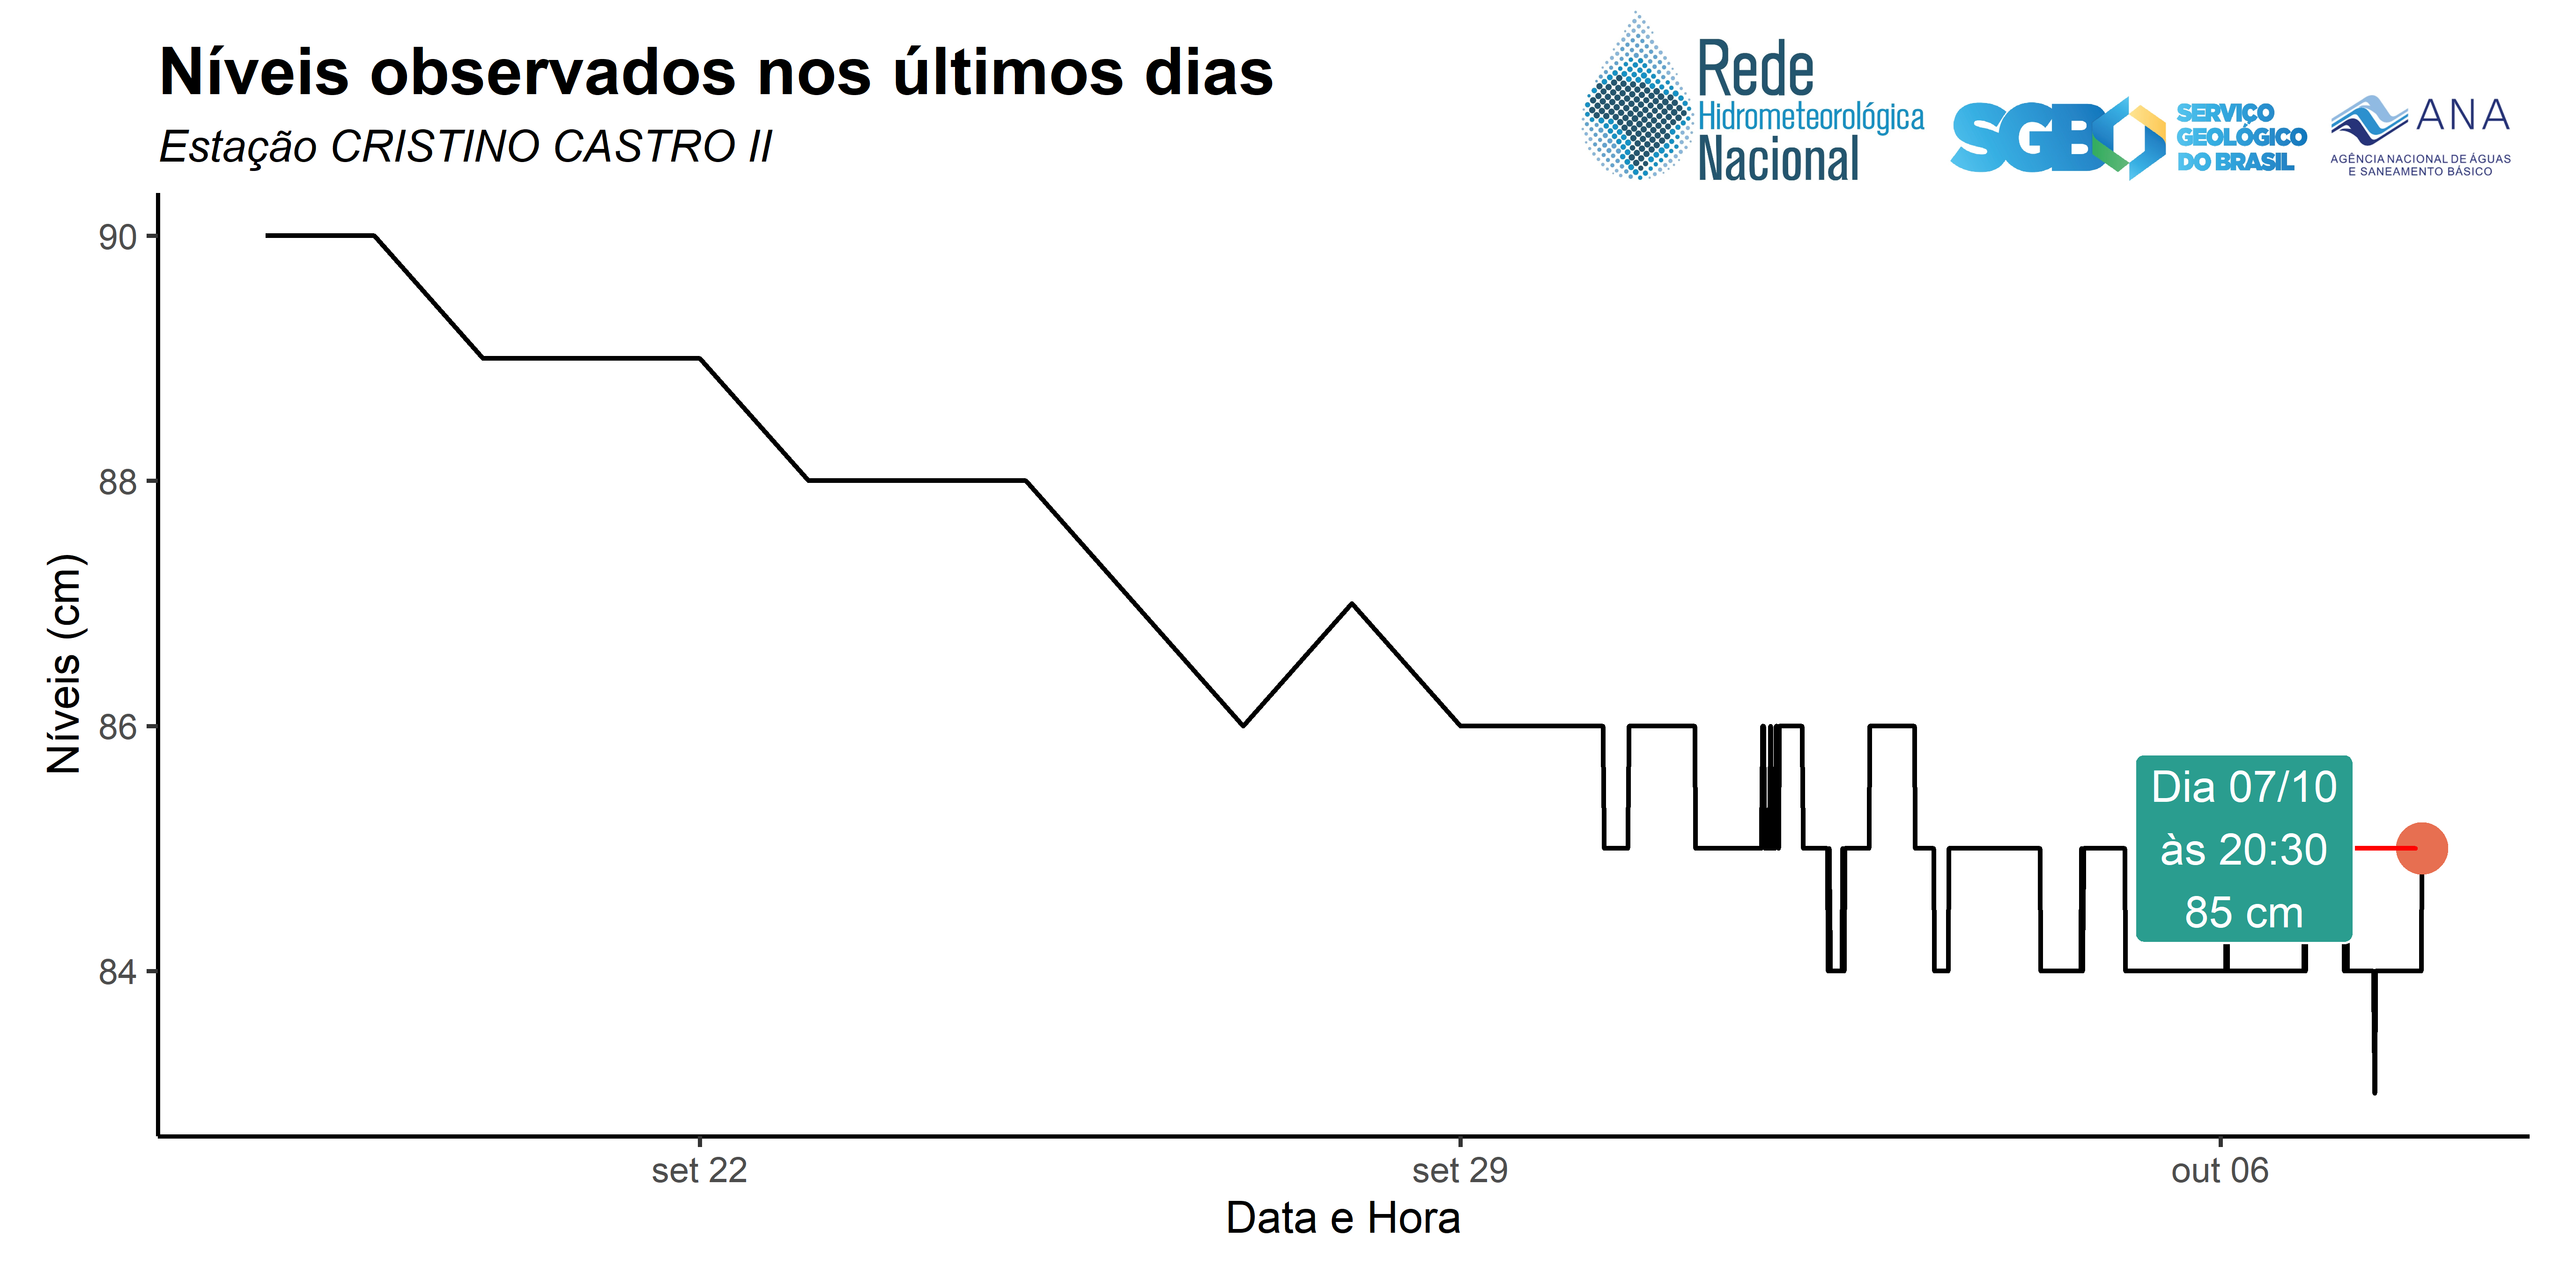 Níveis observados nos últimos dias
Estação CRISTINO CASTRO II
Rede
Hidrometeorológica
Nacional
SGB
SERVIÇO
GEOLÓGICO
DO BRASIL
ANA
AGÊNCIA NACIONAL DE ÁGUAS
E SANEAMENTO BÁSICO
Níveis (cm)
90
88
86
84
Dia 07/10
às 20:30
85 cm
set 22
set 29
out 06
Data e Hora